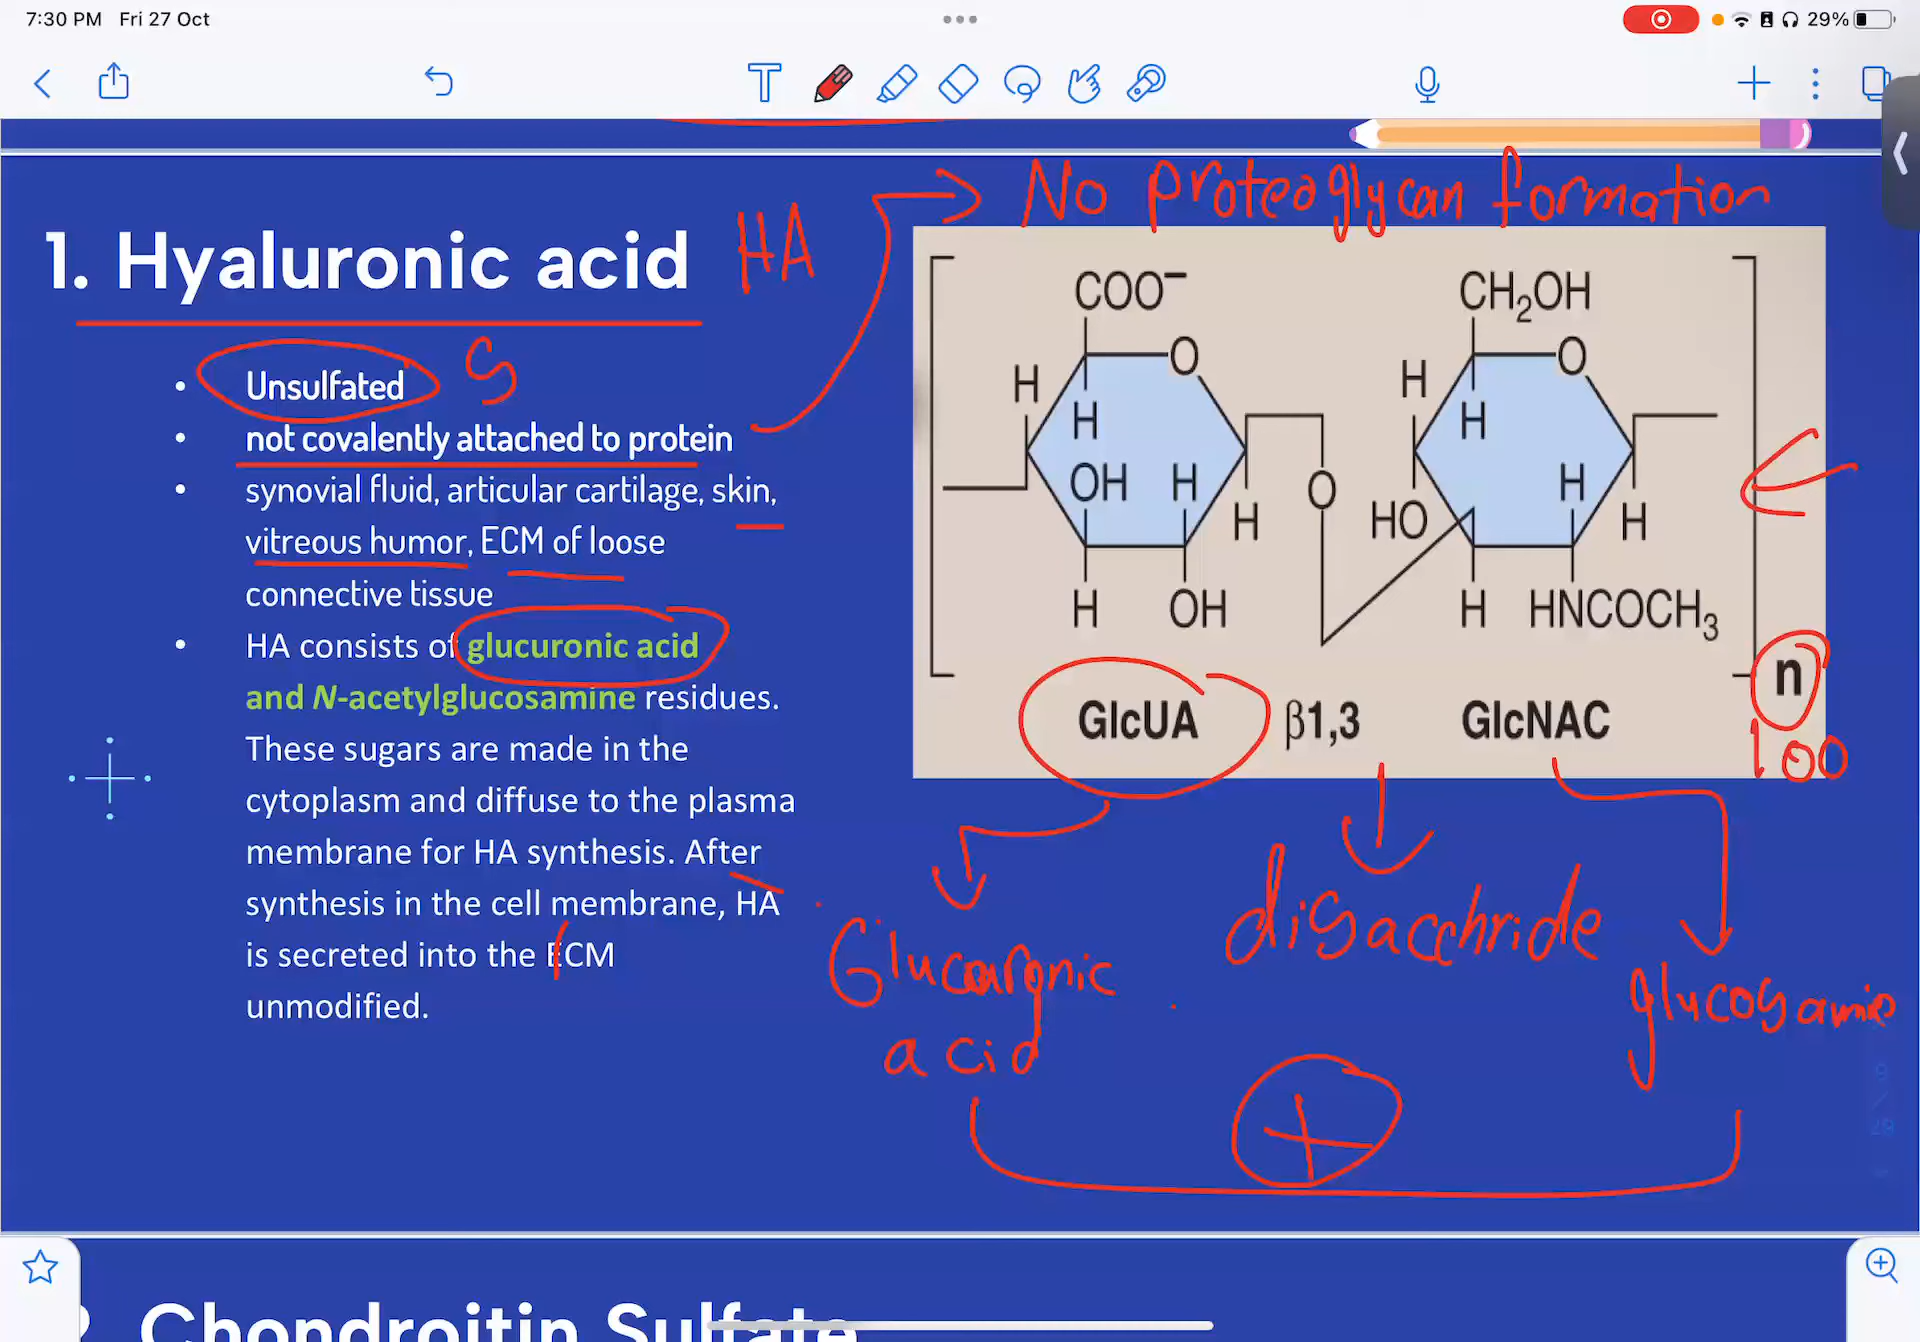 7:30 PM Fri 27 Oct
29%
No proteoglycan formation
1. Hyaluronic acid
HA
• Unsulfated
S
• not covalently attached to protein
• synovial fluid, articular cartilage, skin,
vitreous humor, ECM of loose
connective tissue
• HA consists of glucuronic acid
and N-acetylglucosamine residues.
These sugars are made in the
cytoplasm and diffuse to the plasma
membrane for HA synthesis. After
synthesis in the cell membrane, HA
is secreted into the ECM
unmodified.
COO⁻ CH₂OH
H O H O
H H
OH H H
H O HO H
H OH H HNCOCH₃
n
GlcUA β1,3 GlcNAC
100
disacchride
acid
Chondroitin Sulfate